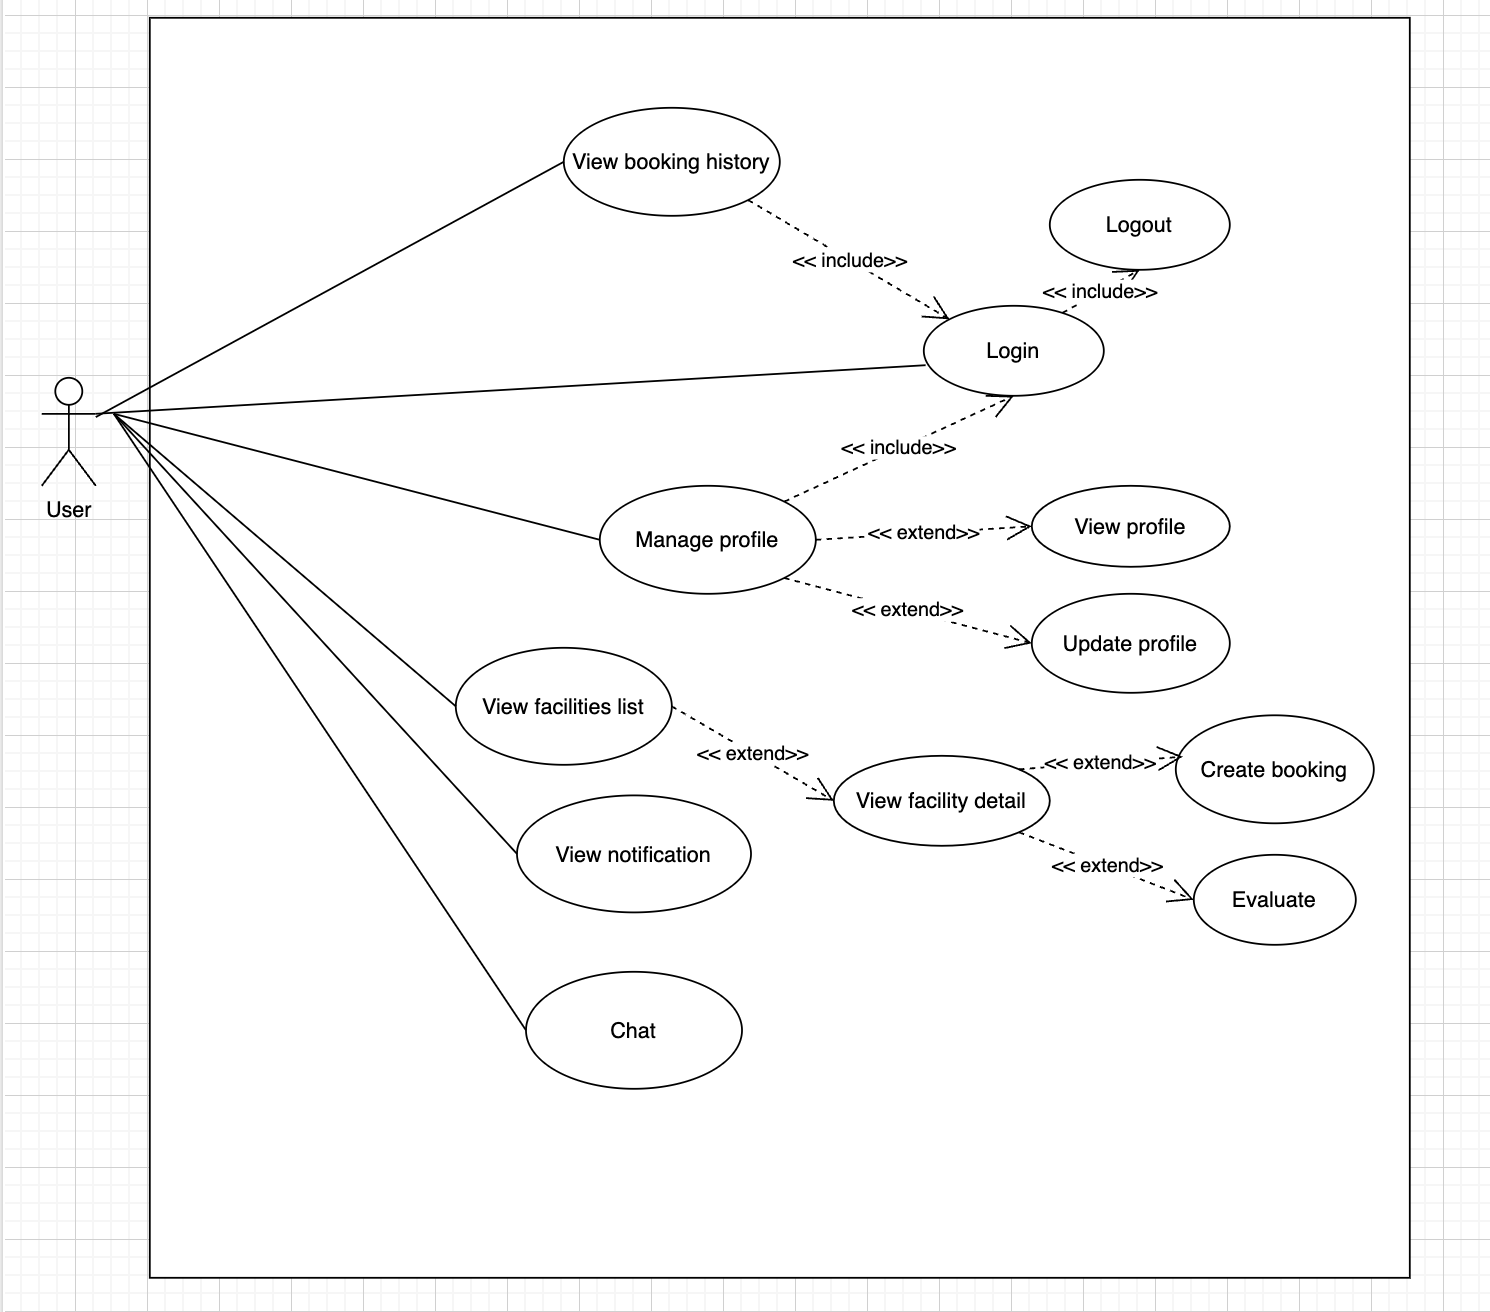 View booking history
Logout
<< include>>
<< include>>
Login
<< include>>
User
View profile
<< extend>>
Manage profile
<< extend>>
Update profile
View facilities list
<< extend>>
<< extend>>
Create booking
View facility detail
View notification
<< extend>>
Evaluate
Chat